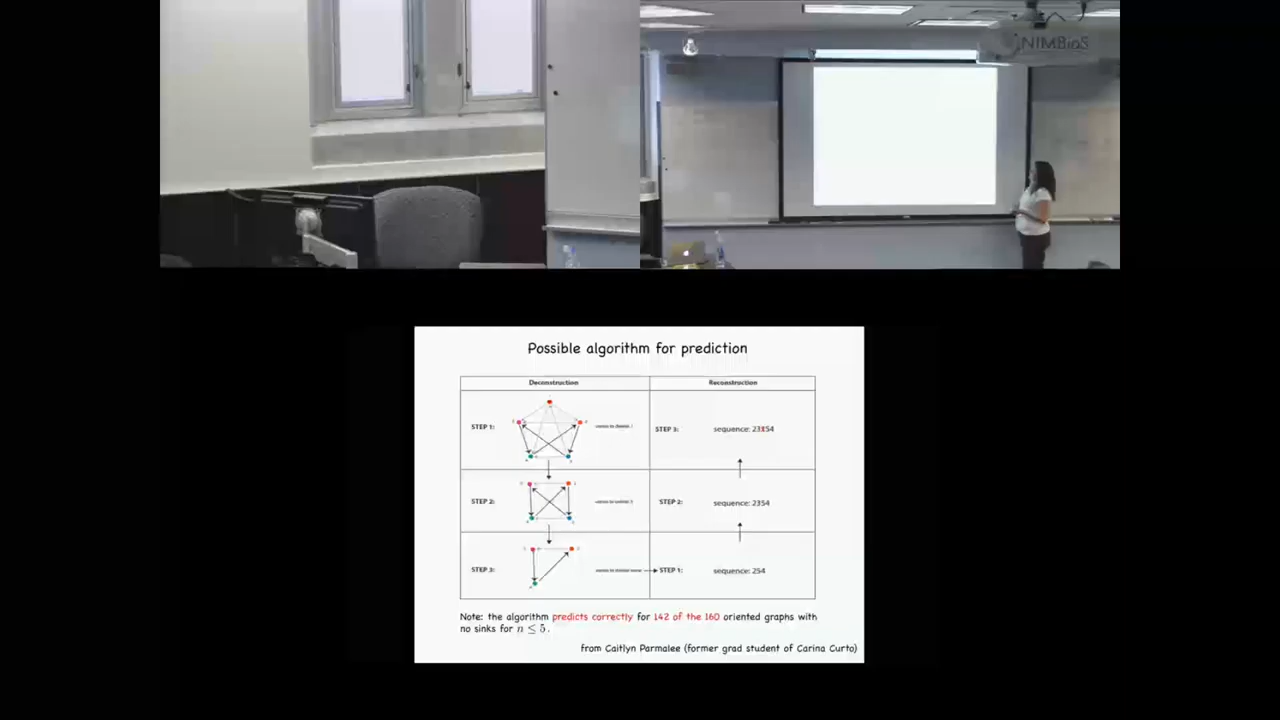 NIMBioS
Possible algorithm for prediction
Deconstruction
Reconstruction
STEP 1:
STEP 3:
sequence: 23154
STEP 2:
STEP 2:
sequence: 2354
STEP 3:
STEP 1:
sequence: 254
Note: the algorithm predicts correctly for 142 of the 160 oriented graphs with
no sinks for n ≤ 5.
from Caitlyn Parmalee (former grad student of Carina Curto)